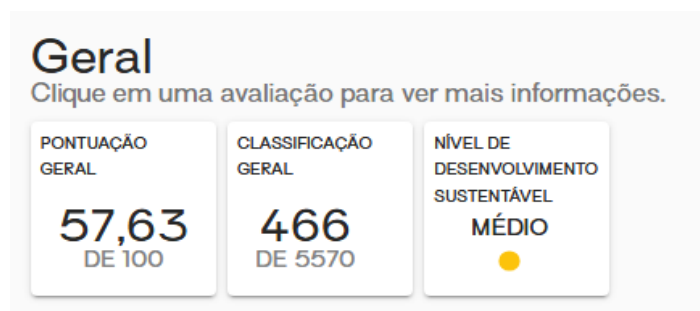 Geral
Clique em uma avaliação para ver mais informações.
PONTUAÇÃO
GERAL
57,63
DE 100
CLASSIFICAÇÃO
GERAL
466
DE 5570
NÍVEL DE
DESENVOLVIMENTO
SUSTENTÁVEL
MÉDIO